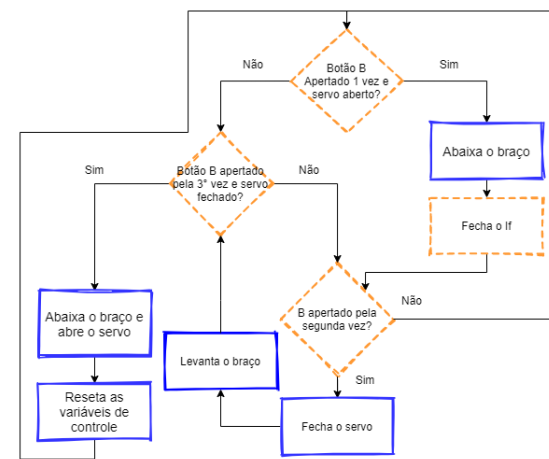 Botão B
Apertado 1 vez e
servo aberto?
Não
Sim
Abaixa o braço
Botão B apertado
pela 3° vez e servo
fechado?
Sim
Não
Fecha o If
Abaixa o braço e
abre o servo
B apertado pela
segunda vez?
Não
Levanta o braço
Sim
Reseta as
variáveis de
controle
Fecha o servo